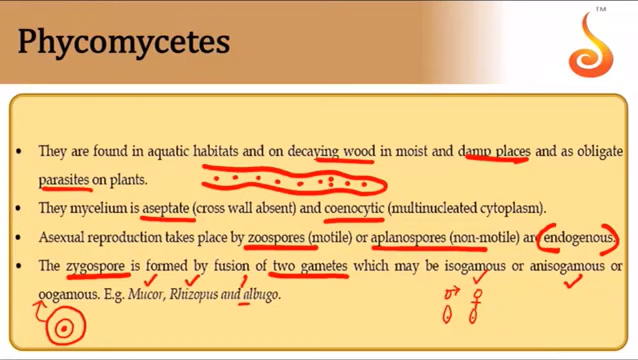 Phycomycetes
TM
• They are found in aquatic habitats and on decaying wood in moist and damp places and as obligate
parasites on plants.
• They mycelium is aseptate (cross wall absent) and coenocytic (multinucleated cytoplasm).
• Asexual reproduction takes place by zoospores (motile) or aplanospores (non-motile) are endogenous.
• The zygospore is formed by fusion of two gametes which may be isogamous or anisogamous or
oogamous. E.g. Mucor, Rhizopus and albugo.